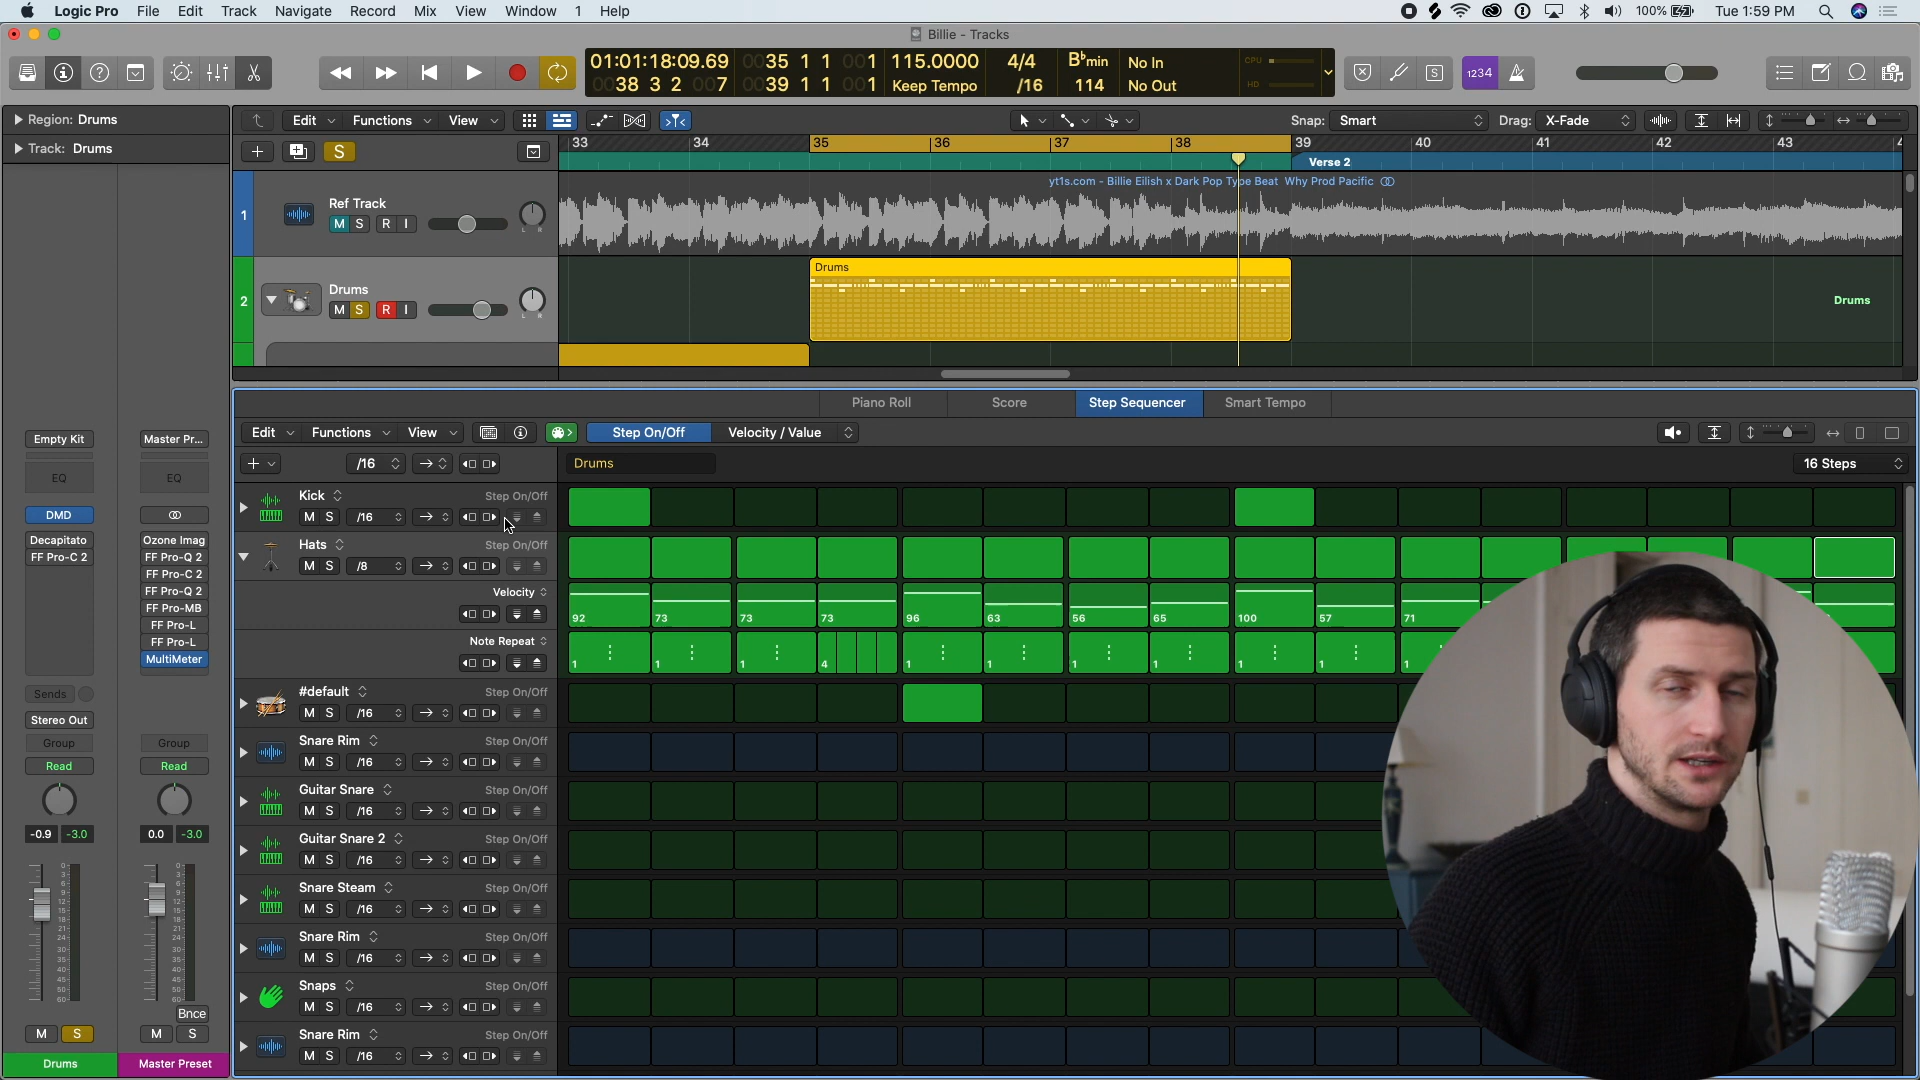 Logic Pro File Edit Track Navigate Record Mix View Window 1 Help
100% Tue 1:59 PM
Billie - Tracks
01:01:18:09.69 0035 1 1 001 115.0000 4/4 B♭min No In CPU
0038 3 2 007 0039 1 1 001 Keep Tempo /16 114 No Out HD
1234
Region: Drums
Track: Drums
Edit Functions View
Snap: Smart Drag: X-Fade
S
33 34 35 36 37 38 39 40 41 42 43
Verse 2
yt1s.com - Billie Eilish x Dark Pop Type Beat Why Prod Pacific
1 Ref Track
M S R I
L R
2 Drums
M S R I
L R
Drums
Drums
Piano Roll Score Step Sequencer Smart Tempo
Edit Functions View Step On/Off Velocity / Value
/16 Drums 16 Steps
Kick Step On/Off
M S /16
Hats Step On/Off
M S /8
Velocity
92 73 73 73 96 63 56 65 100 57 71
Note Repeat
1 1 1 4 1 1 1 1 1 1 1
#default Step On/Off
M S /16
Snare Rim Step On/Off
M S /16
Guitar Snare Step On/Off
M S /16
Guitar Snare 2 Step On/Off
M S /16
Snare Steam Step On/Off
M S /16
Snare Rim Step On/Off
M S /16
Snaps Step On/Off
M S /16
Snare Rim Step On/Off
M S /16
Empty Kit Master Pr...
EQ EQ
DMD
Decapitato Ozone Imag
FF Pro-C 2 FF Pro-Q 2
FF Pro-C 2
FF Pro-Q 2
FF Pro-MB
FF Pro-L
FF Pro-L
MultiMeter
Sends
Stereo Out
Group Group
Read Read
-0.9 -3.0 0.0 -3.0
Bnce
M S M S
Drums Master Preset